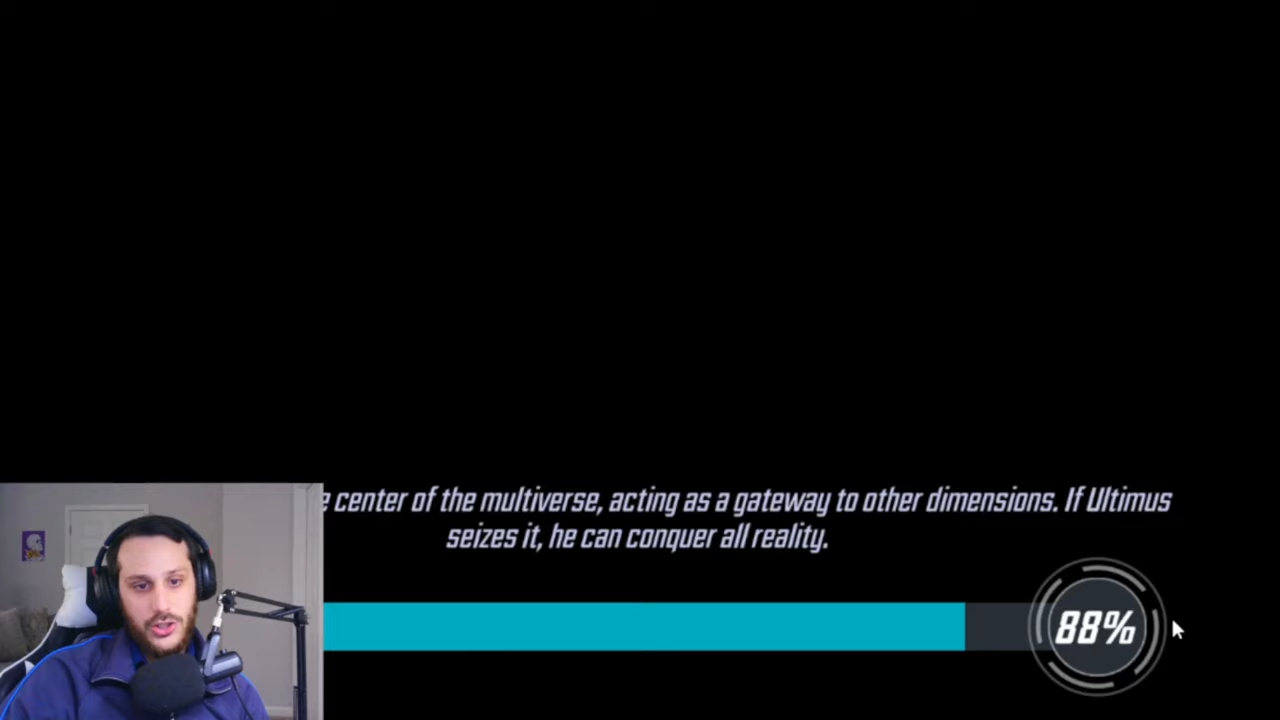 center of the multiverse, acting as a gateway to other dimensions. If Ultimus
seizes it, he can conquer all reality.
88%